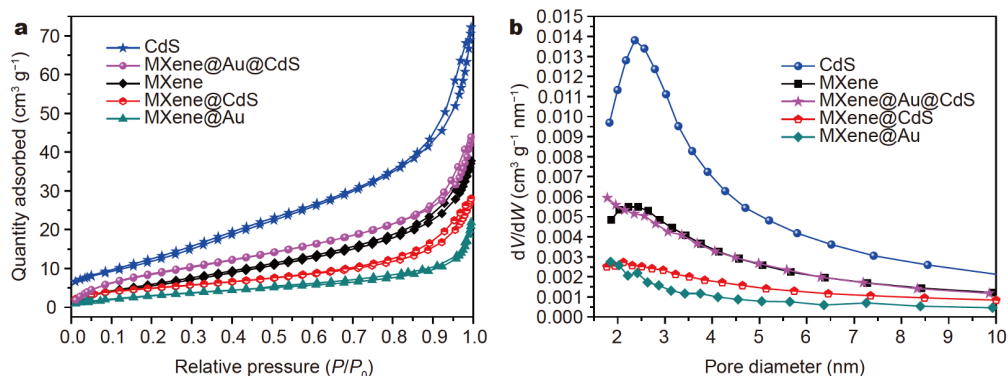 a
CdS
MXene@Au@CdS
MXene
MXene@CdS
MXene@Au
Quantity adsorbed (cm³ g⁻¹)
70
60
50
40
30
20
10
0
0.0 0.1 0.2 0.3 0.4 0.5 0.6 0.7 0.8 0.9 1.0
Relative pressure (P/P₀)
b
CdS
MXene
MXene@Au@CdS
MXene@CdS
MXene@Au
dV/dW (cm³ g⁻¹ nm⁻¹)
0.015
0.014
0.013
0.012
0.011
0.010
0.009
0.008
0.007
0.006
0.005
0.004
0.003
0.002
0.001
0.000
2 3 4 5 6 7 8 9 10
Pore diameter (nm)